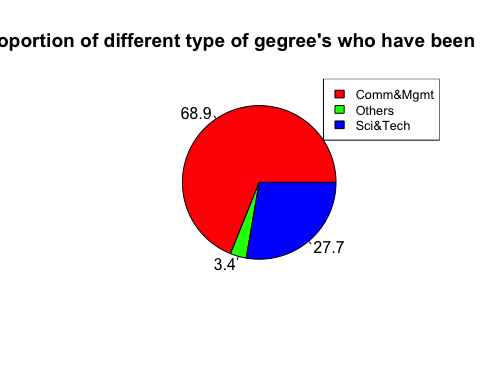 oportion of different type of gegree's who have been
Comm&Mgmt
Others
Sci&Tech
68.9
3.4
27.7